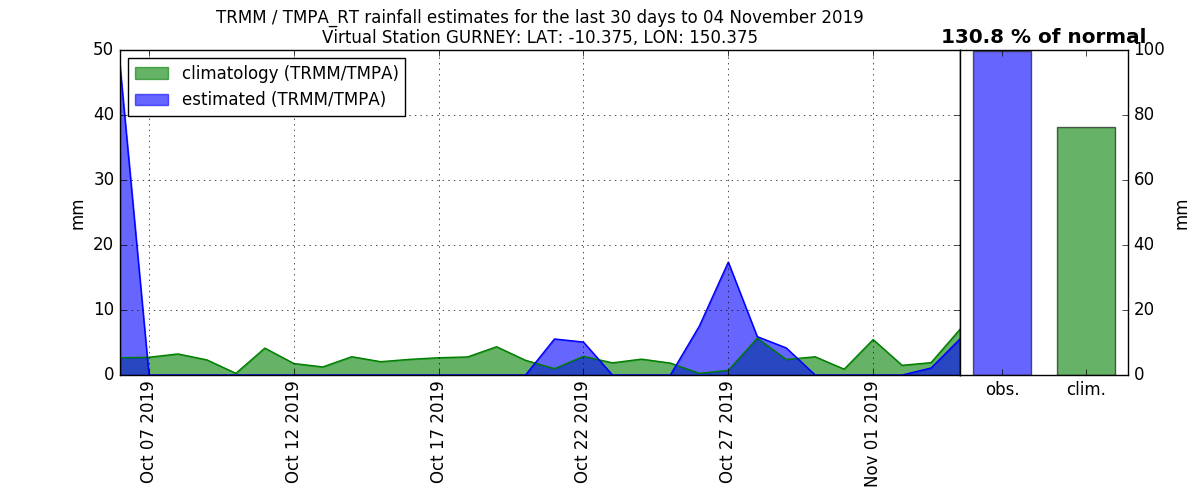 TRMM / TMPA_RT rainfall estimates for the last 30 days to 04 November 2019
Virtual Station GURNEY: LAT: -10.375, LON: 150.375
130.8 % of normal
climatology (TRMM/TMPA)
estimated (TRMM/TMPA)
50
40
30
20
10
0
mm
100
80
60
40
20
0
mm
obs.
clim.
Oct 07 2019
Oct 12 2019
Oct 17 2019
Oct 22 2019
Oct 27 2019
Nov 01 2019